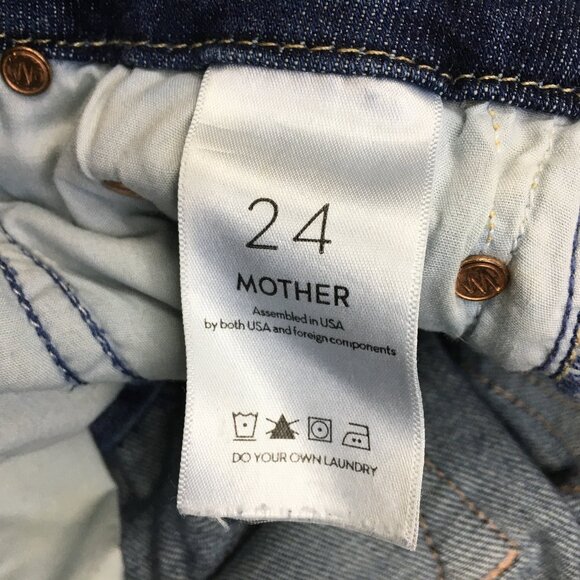 24
MOTHER
Assembled in USA
by both USA and foreign components
DO YOUR OWN LAUNDRY